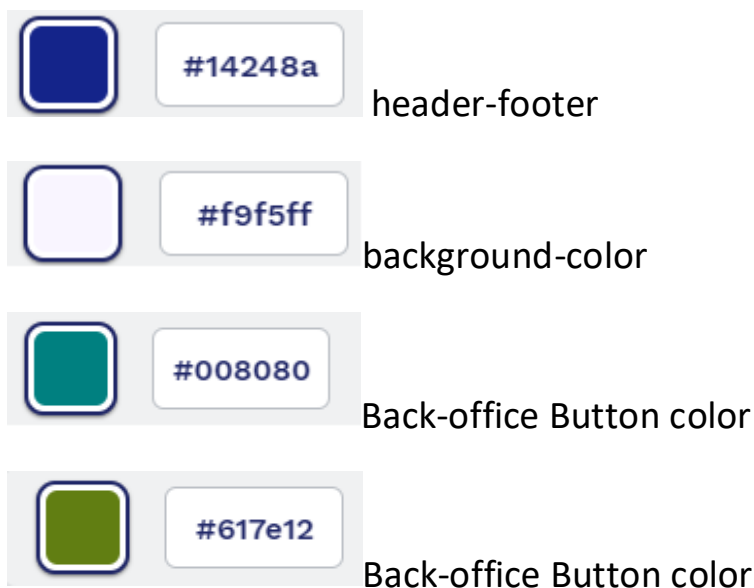 #14248a
header-footer
#f9f5ff
background-color
#008080
Back-office Button color
#617e12
Back-office Button color